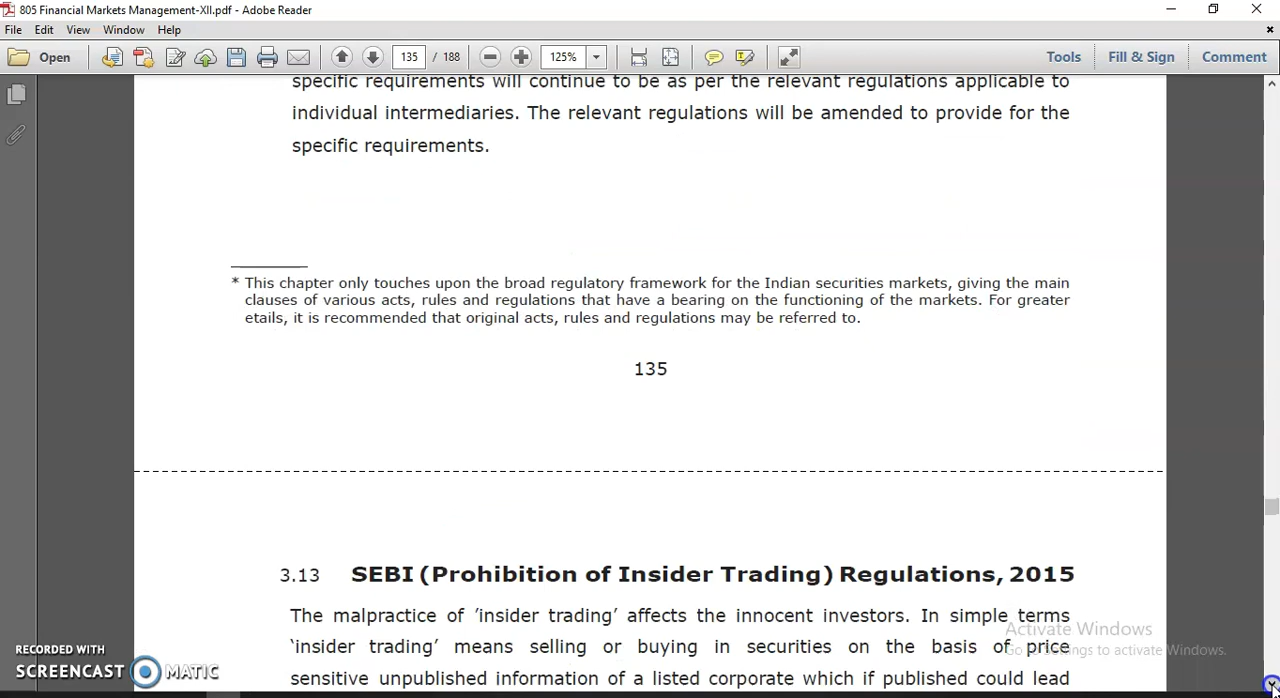 805 Financial Markets Management-XII.pdf - Adobe Reader
File Edit View Window Help
Open 135 / 188 125% Tools Fill & Sign Comment
specific requirements will continue to be as per the relevant regulations applicable to
individual intermediaries. The relevant regulations will be amended to provide for the
specific requirements.
* This chapter only touches upon the broad regulatory framework for the Indian securities markets, giving the main
clauses of various acts, rules and regulations that have a bearing on the functioning of the markets. For greater
etails, it is recommended that original acts, rules and regulations may be referred to.
135
3.13 SEBI (Prohibition of Insider Trading) Regulations, 2015
The malpractice of ’insider trading’ affects the innocent investors. In simple terms
‘insider trading’ means selling or buying in securities on the basis of price
sensitive unpublished information of a listed corporate which if published could lead
Activate Windows
Go to Settings to activate Windows.
RECORDED WITH
SCREENCAST MATIC